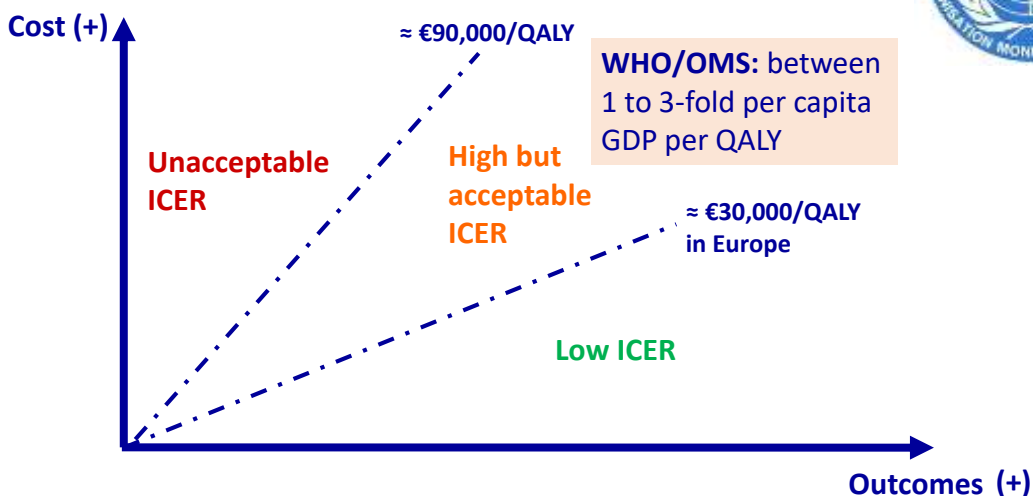 Cost (+)
≈ €90,000/QALY
WHO/OMS: between
1 to 3-fold per capita
GDP per QALY
Unacceptable
ICER
High but
acceptable
ICER
≈ €30,000/QALY
in Europe
Low ICER
Outcomes (+)